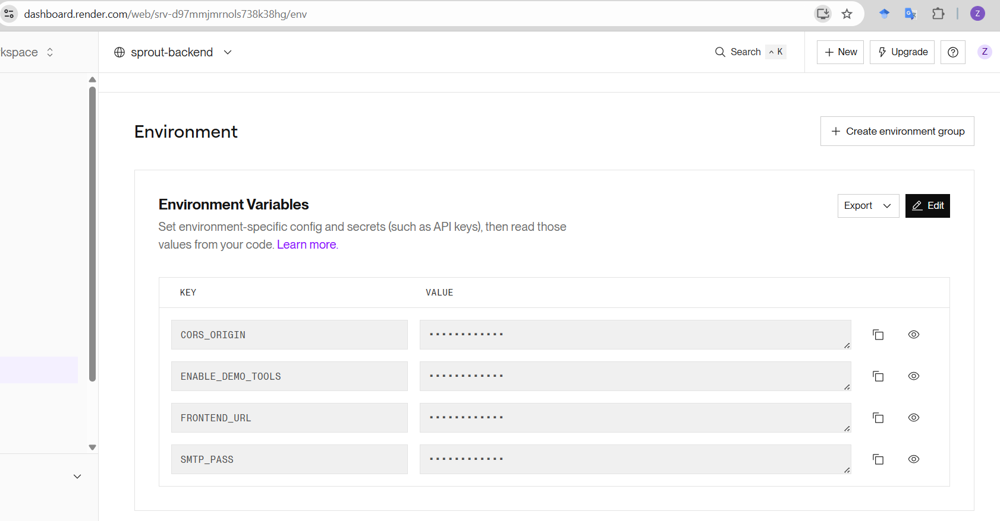 dashboard.render.com/web/srv-d97mmjmrnols738k38hg/env
Z
kspace
sprout-backend
Search
K
New
Upgrade
Z
Environment
Create environment group
Environment Variables
Export
Edit
Set environment-specific config and secrets (such as API keys), then read those
values from your code. Learn more.
KEY
VALUE
CORS_ORIGIN
ENABLE_DEMO_TOOLS
FRONTEND_URL
SMTP_PASS